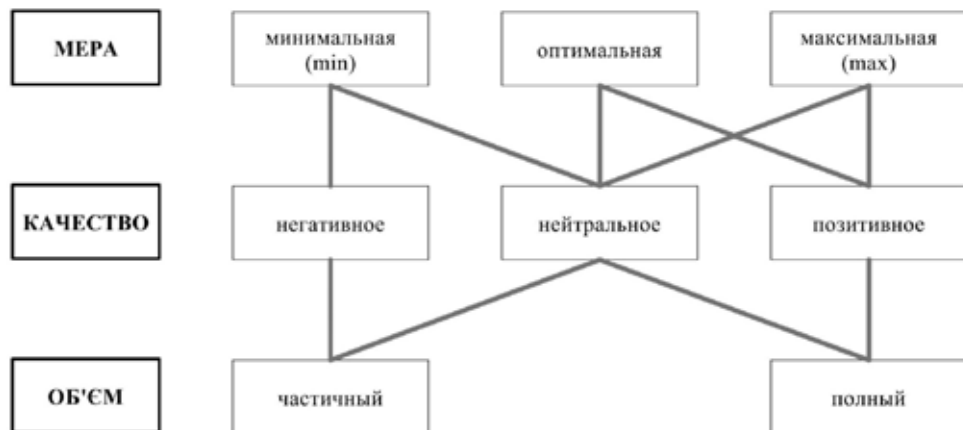 МЕРА
минимальная
(min)
оптимальная
максимальная
(max)
КАЧЕСТВО
негативное
нейтральное
позитивное
ОБ'ЄМ
частичный
полный